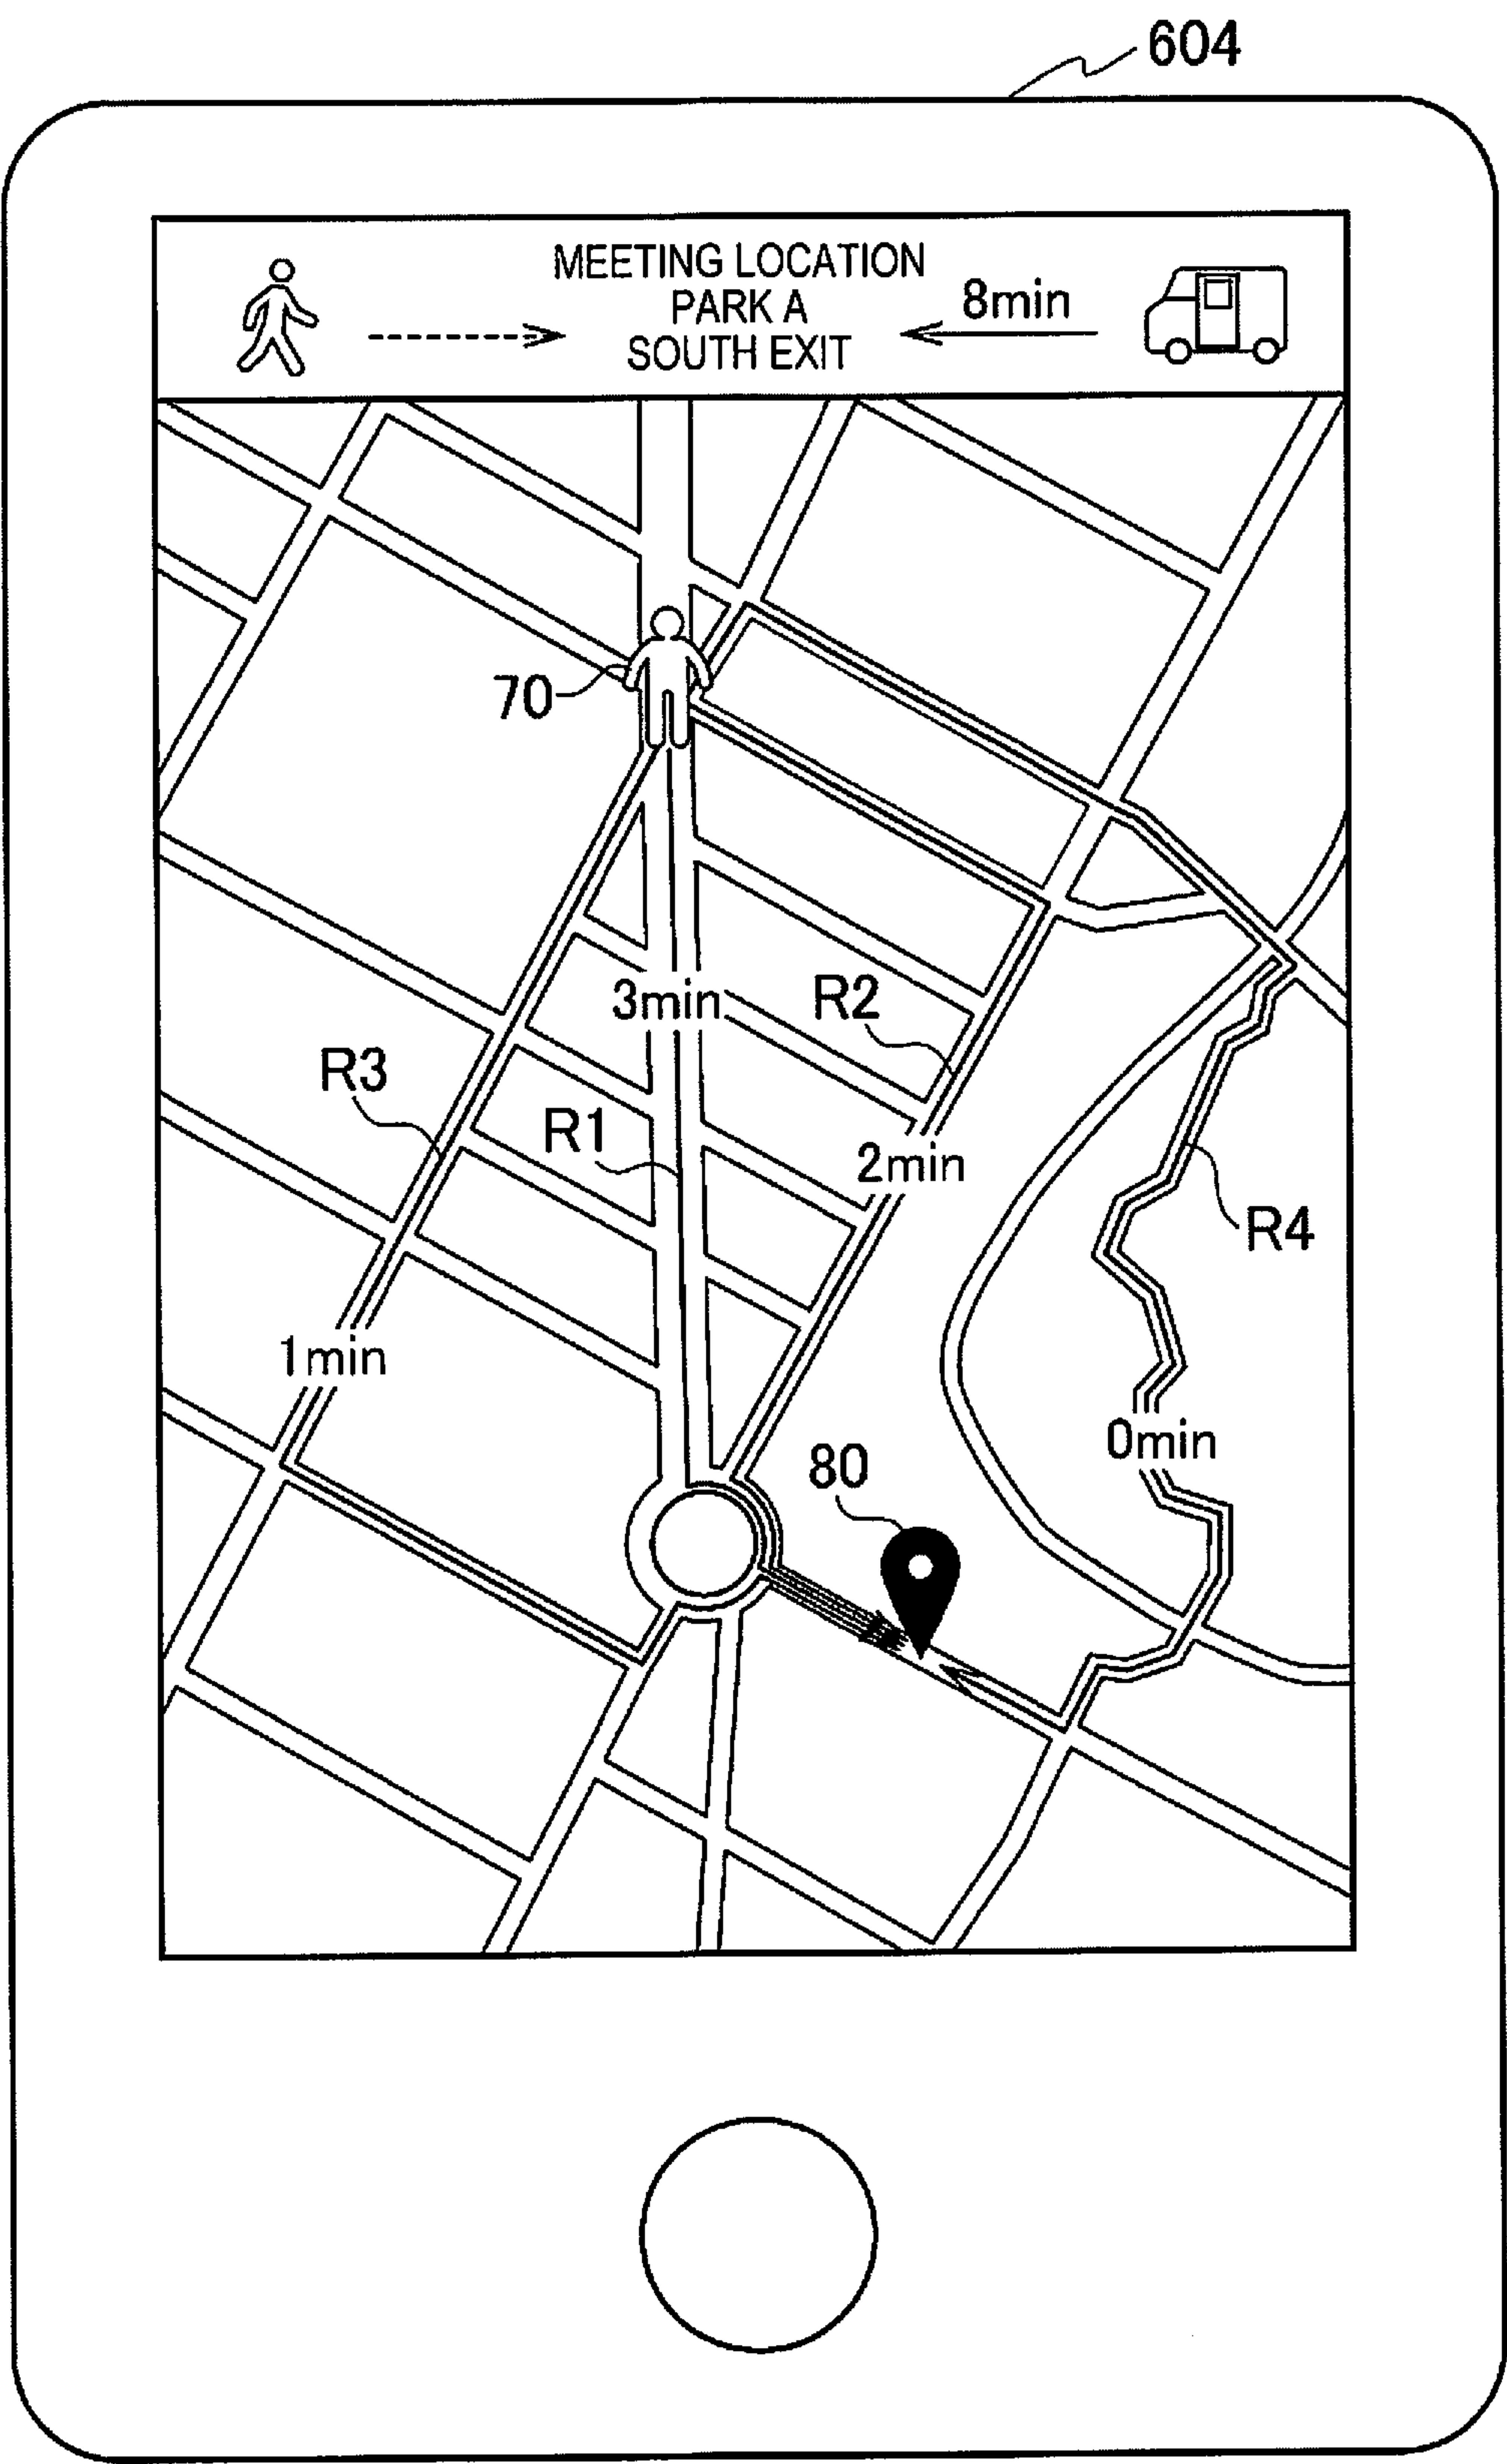 604
MEETING LOCATION
PARK A
SOUTH EXIT
8min
70
3min
R2
R3
R1
2min
R4
1min
0min
80